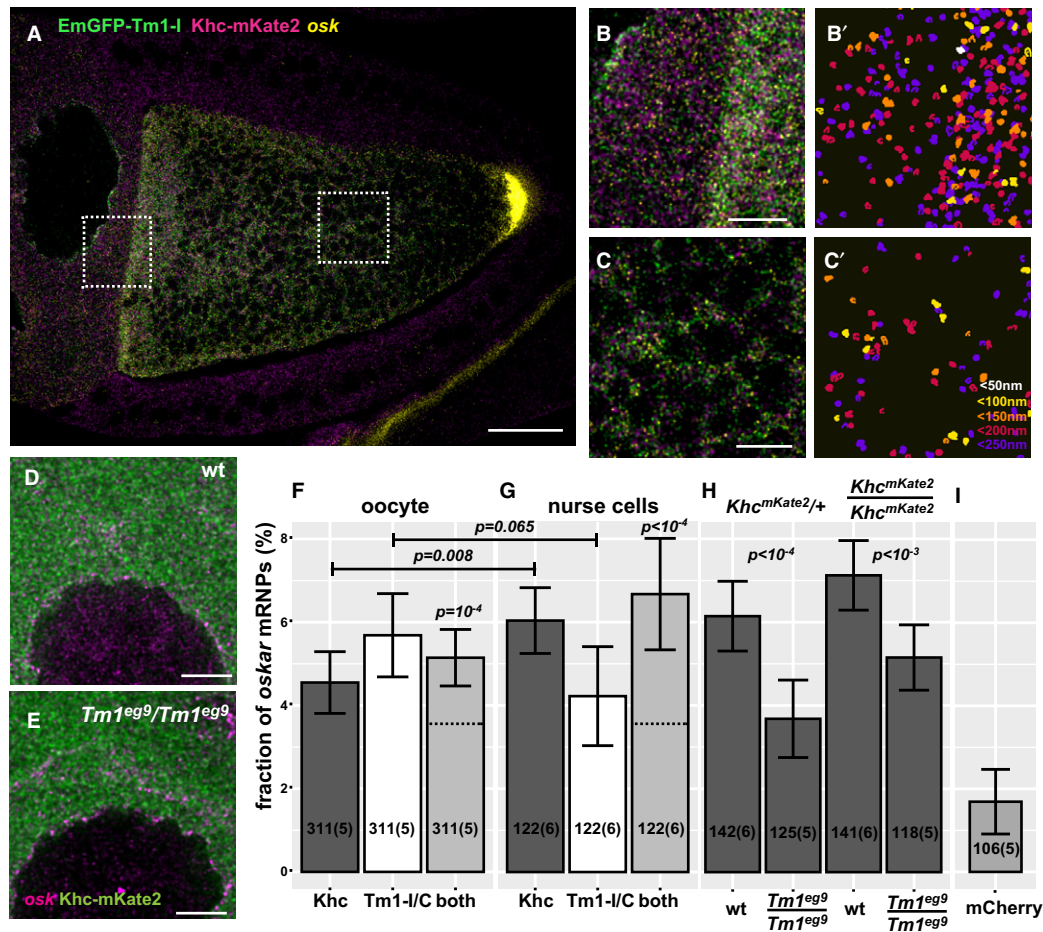 A EmGFP-Tm1-I Khc-mKate2 osk
B
B′
C
C′
<50nm
<100nm
<150nm
<200nm
<250nm
D wt
E Tm1eg9/Tm1eg9
osk Khc-mKate2
F G H I
oocyte nurse cells KhcmKate2/+ KhcmKate2
KhcmKate2
fraction of oskar mRNPs (%)
8
6
4
2
0
p=0.065
p=0.008
p=10-4
p<10-4
p<10-4
p<10-3
311(5) 311(5) 311(5) 122(6) 122(6) 122(6) 142(6) 125(5) 141(6) 118(5) 106(5)
Khc Tm1-I/C both Khc Tm1-I/C both
wt Tm1eg9 wt Tm1eg9 mCherry
Tm1eg9 Tm1eg9